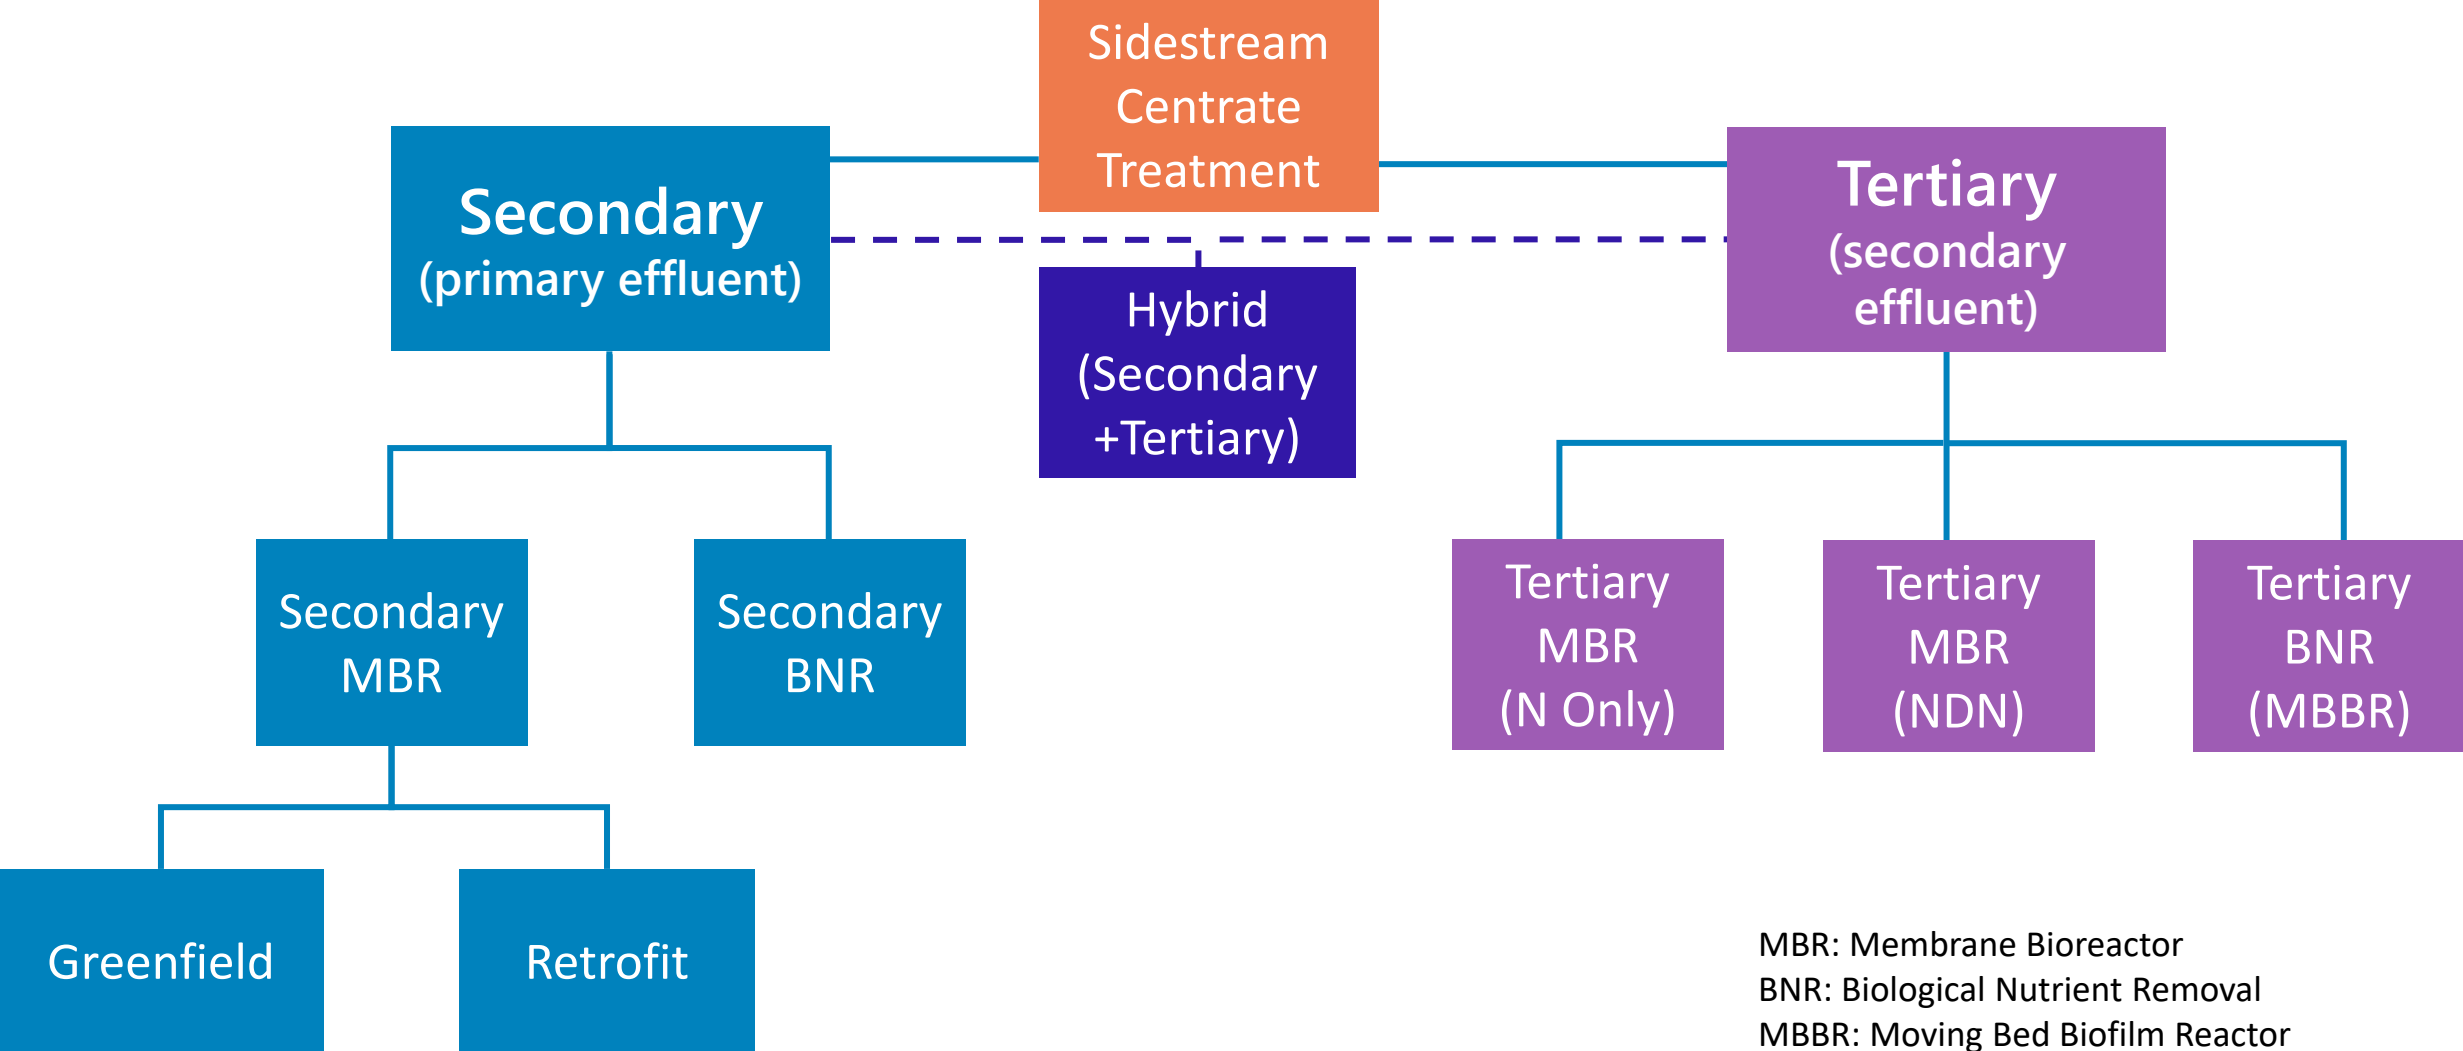 Sidestream
Centrate
Treatment
Secondary
(primary effluent)
Tertiary
(secondary
effluent)
Hybrid
(Secondary
+Tertiary)
Secondary
MBR
Secondary
BNR
Tertiary
MBR
(N Only)
Tertiary
MBR
(NDN)
Tertiary
BNR
(MBBR)
Greenfield
Retrofit
MBR: Membrane Bioreactor
BNR: Biological Nutrient Removal
MBBR: Moving Bed Biofilm Reactor